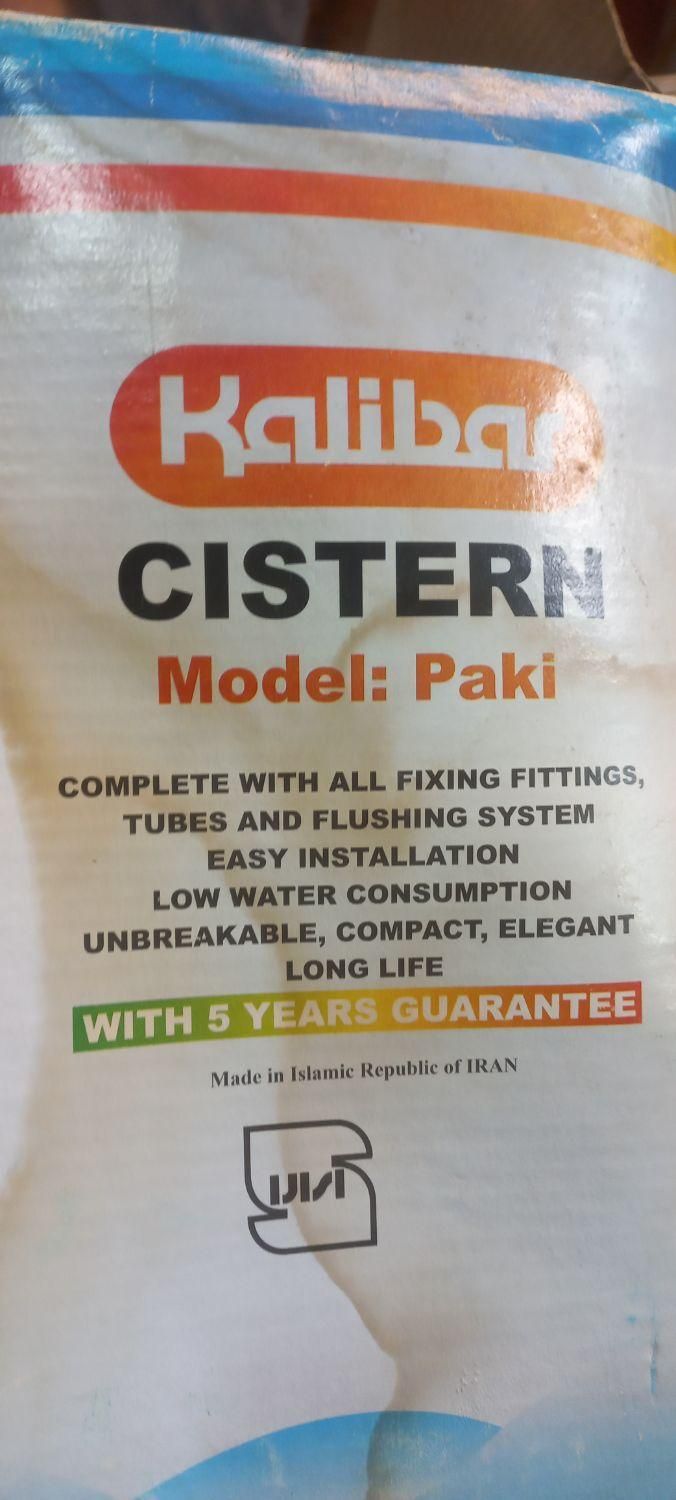 Kalibar
CISTERN
Model: Paki
COMPLETE WITH ALL FIXING FITTINGS,
TUBES AND FLUSHING SYSTEM
EASY INSTALLATION
LOW WATER CONSUMPTION
UNBREAKABLE, COMPACT, ELEGANT
LONG LIFE
WITH 5 YEARS GUARANTEE
Made in Islamic Republic of IRAN
ISIRI